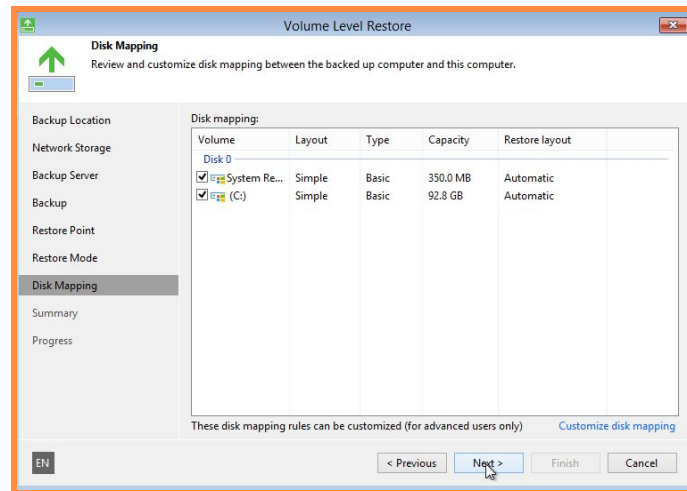 Volume Level Restore
Disk Mapping
Review and customize disk mapping between the backed up computer and this computer.
Backup Location
Network Storage
Backup Server
Backup
Restore Point
Restore Mode
Disk Mapping
Summary
Progress
Disk mapping:
Volume Layout Type Capacity Restore layout
Disk 0
System Re... Simple Basic 350.0 MB Automatic
(C:) Simple Basic 92.8 GB Automatic
These disk mapping rules can be customized (for advanced users only) Customize disk mapping
EN < Previous Next > Finish Cancel